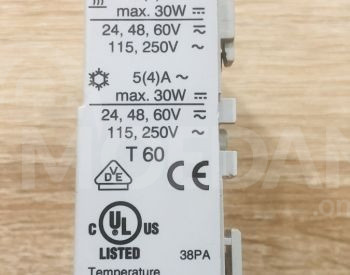 max. 30W ⎓
24, 48, 60V ⎓
115, 250V ~
5(4)A ~
max. 30W ⎓
24, 48, 60V ⎓
115, 250V ~
T 60
VDE CE
C UL US
LISTED 38PA
Temperature